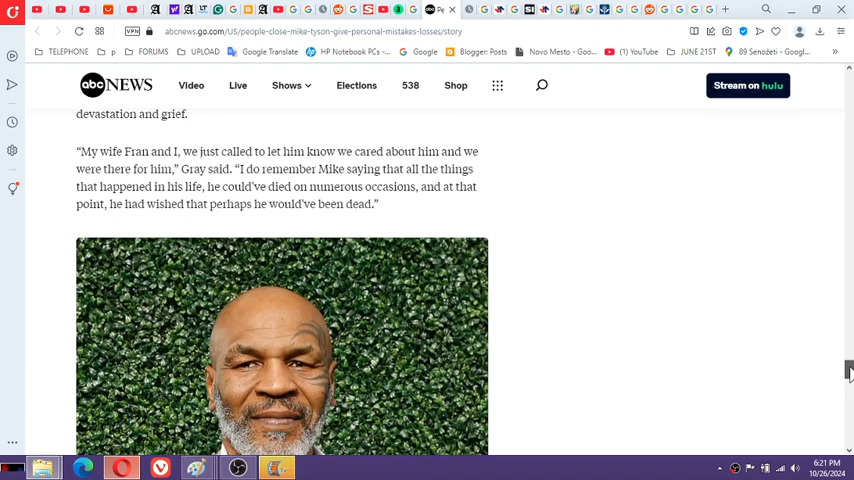 Pe
abcnews.go.com/US/people-close-mike-tyson-give-personal-mistakes-losses/story
VPN
TELEPHONE p FORUMS UPLOAD Google Translate HP Notebook PCs -... Google Blogger: Posts Novo Mesto - Googl... (1) YouTube JUNE 21ST 89 Senožeti - Googl... »
abc NEWS Video Live Shows Elections 538 Shop Stream on hulu
devastation and grief.
“My wife Fran and I, we just called to let him know we cared about him and we
were there for him,” Gray said. “I do remember Mike saying that all the things
that happened in his life, he could've died on numerous occasions, and at that
point, he had wished that perhaps he would've been dead.”
6:21 PM
10/26/2024